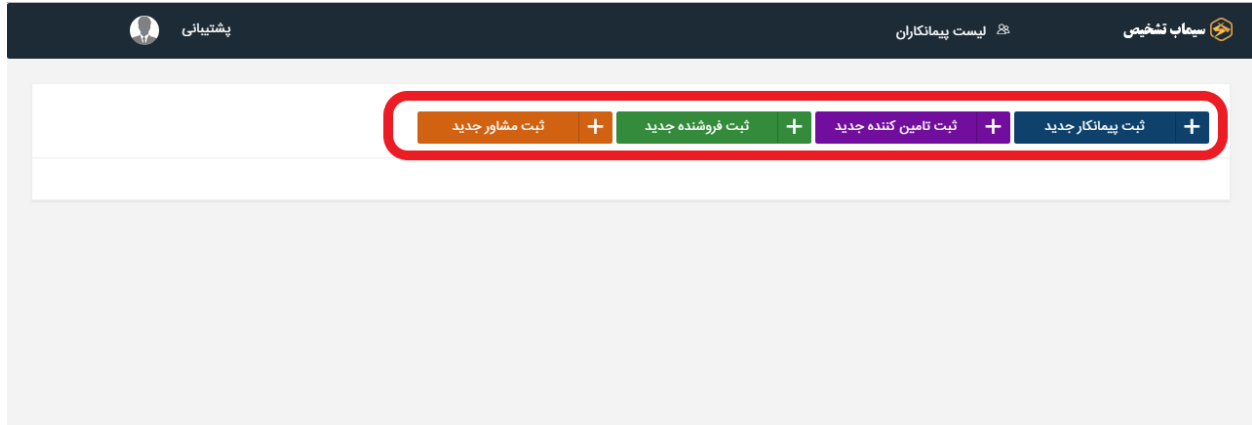 سیماب تشخیص لیست پیمانکاران پشتیبانی
ثبت پیمانکار جدید ثبت تامین کننده جدید ثبت فروشنده جدید ثبت مشاور جدید